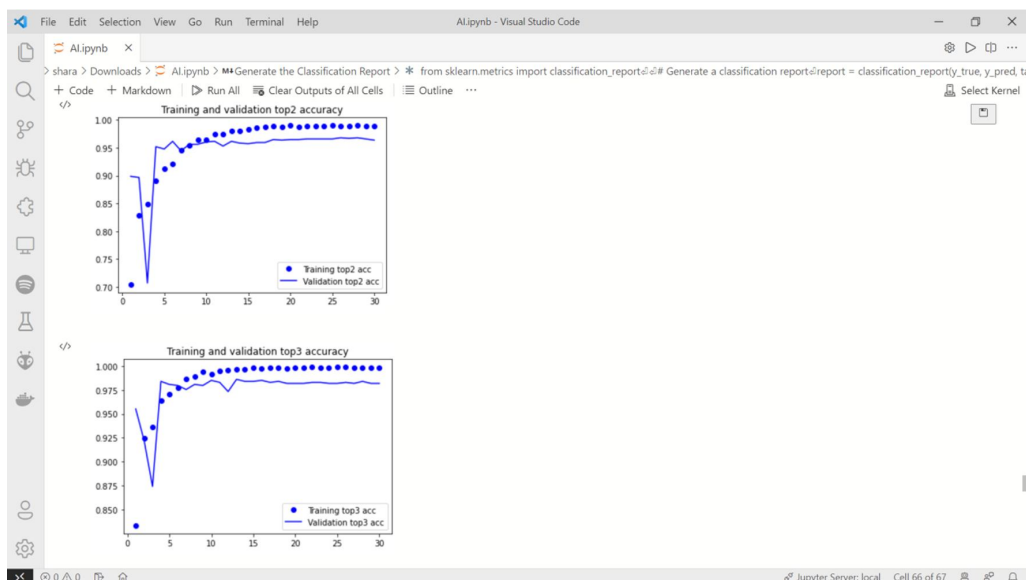 File Edit Selection View Go Run Terminal Help AI.ipynb - Visual Studio Code
AI.ipynb
shara > Downloads > AI.ipynb > M+Generate the Classification Report > from sklearn.metrics import classification_report⏎⏎# Generate a classification report⏎report = classification_report(y_true, y_pred, ta
+ Code + Markdown Run All Clear Outputs of All Cells Outline ... Select Kernel
</>
Training and validation top2 accuracy
1.00
0.95
0.90
0.85
0.80
0.75
0.70
Training top2 acc
Validation top2 acc
0 5 10 15 20 25 30
</>
Training and validation top3 accuracy
1.000
0.975
0.950
0.925
0.900
0.875
0.850
Training top3 acc
Validation top3 acc
0 5 10 15 20 25 30
0 0 0 Jupyter Server: local Cell 66 of 67